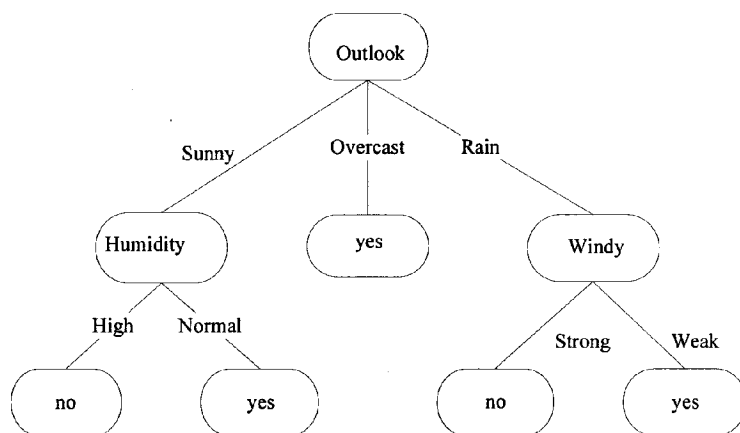 Outlook
Sunny
Overcast
Rain
Humidity
yes
Windy
High
Normal
Strong
Weak
no
yes
no
yes